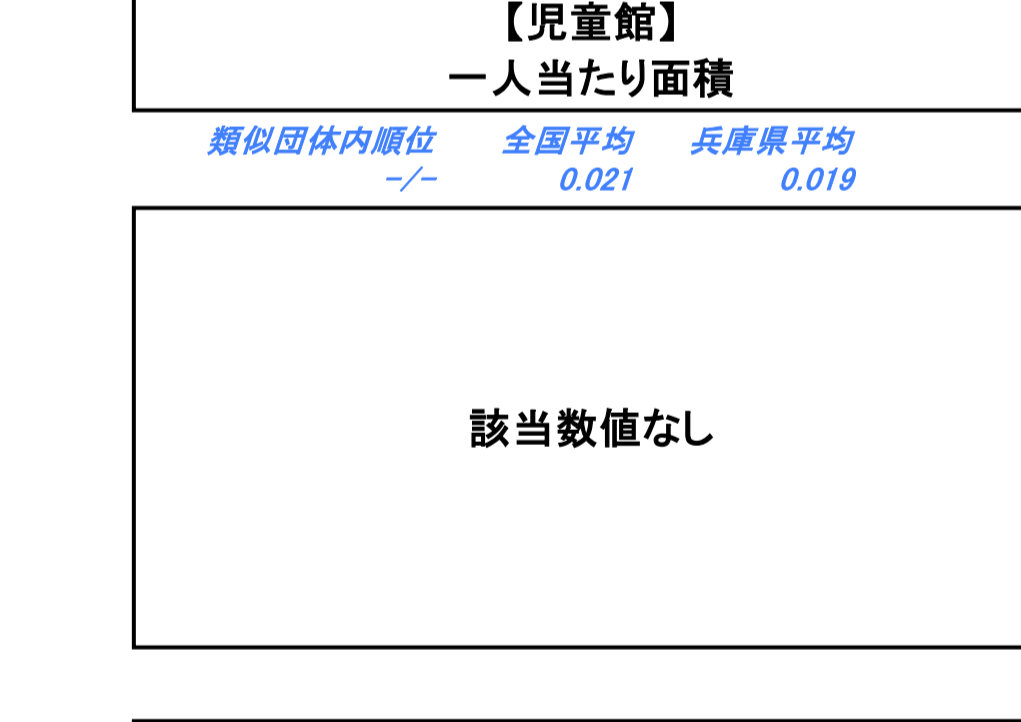 【児童館】
一人当たり面積
類似団体内順位 全国平均 兵庫県平均
-/- 0.021 0.019
該当数値なし